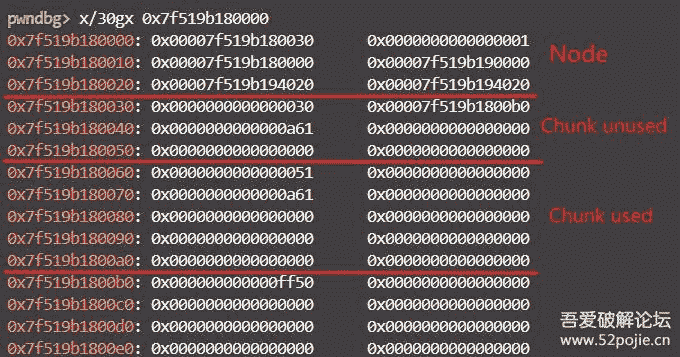 pwndbg> x/30gx 0x7f519b180000
0x7f519b180000: 0x00007f519b180030 0x0000000000000001
Node
0x7f519b180010: 0x00007f519b180000 0x00007f519b190000
0x7f519b180020: 0x00007f519b194020 0x00007f519b194020
0x7f519b180030: 0x0000000000000030 0x00007f519b1800b0
0x7f519b180040: 0x0000000000000a61 0x0000000000000000
Chunk unused
0x7f519b180050: 0x0000000000000000 0x0000000000000000
0x7f519b180060: 0x0000000000000051 0x0000000000000000
0x7f519b180070: 0x0000000000000a61 0x0000000000000000
0x7f519b180080: 0x0000000000000000 0x0000000000000000
Chunk used
0x7f519b180090: 0x0000000000000000 0x0000000000000000
0x7f519b1800a0: 0x0000000000000000 0x0000000000000000
0x7f519b1800b0: 0x000000000000ff50 0x0000000000000000
0x7f519b1800c0: 0x0000000000000000 0x0000000000000000
0x7f519b1800d0: 0x0000000000000000 0x0000000000000000
0x7f519b1800e0: 0x0000000000000000 0x0000000000000000
吾爱破解论坛
www.52pojie.cn